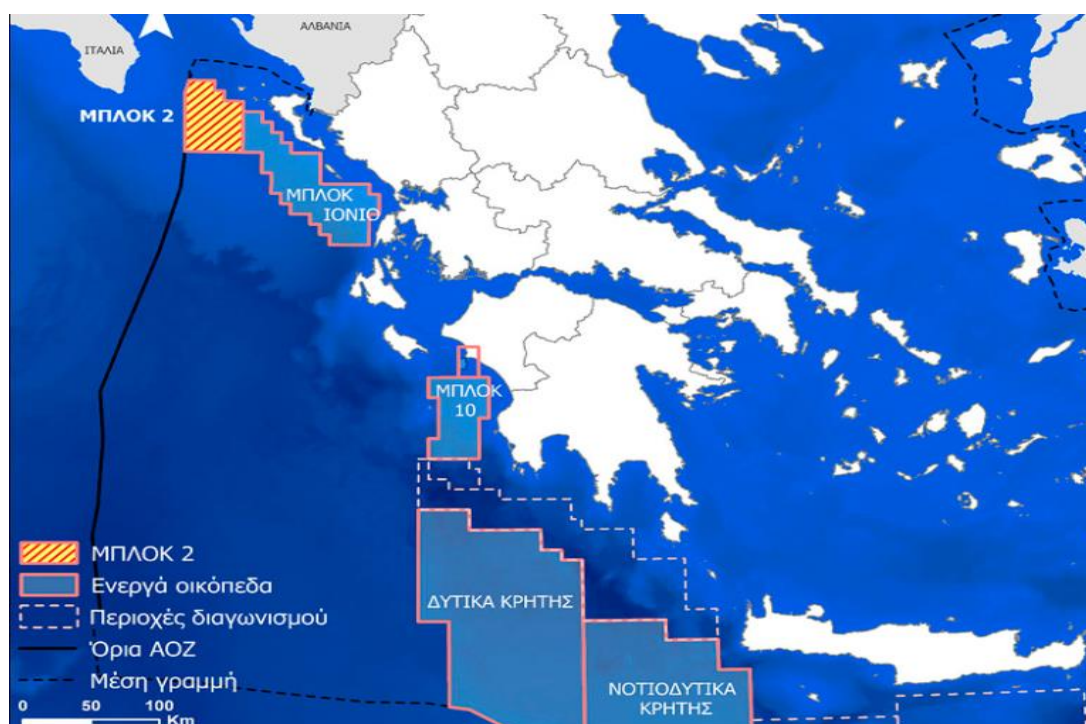 ΑΛΒΑΝΙΑ
ΙΤΑΛΙΑ
ΜΠΛΟΚ 2
ΜΠΛΟΚ
ΙΟΝΙΟ
ΜΠΛΟΚ
10
ΔΥΤΙΚΑ ΚΡΗΤΗΣ
ΝΟΤΙΟΔΥΤΙΚΑ
ΚΡΗΤΗΣ
ΜΠΛΟΚ 2
Ενεργά οικόπεδα
Περιοχές διαγωνισμού
Όρια ΑΟΖ
Μέση γραμμή
0 50 100
Km